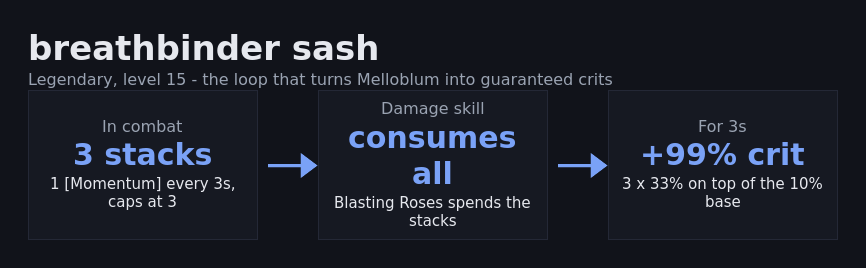 breathbinder sash
Legendary, level 15 - the loop that turns Melloblum into guaranteed crits
In combat
3 stacks
1 [Momentum] every 3s,
caps at 3
Damage skill
consumes
all
Blasting Roses spends the
stacks
For 3s
+99% crit
3 x 33% on top of the 10%
base